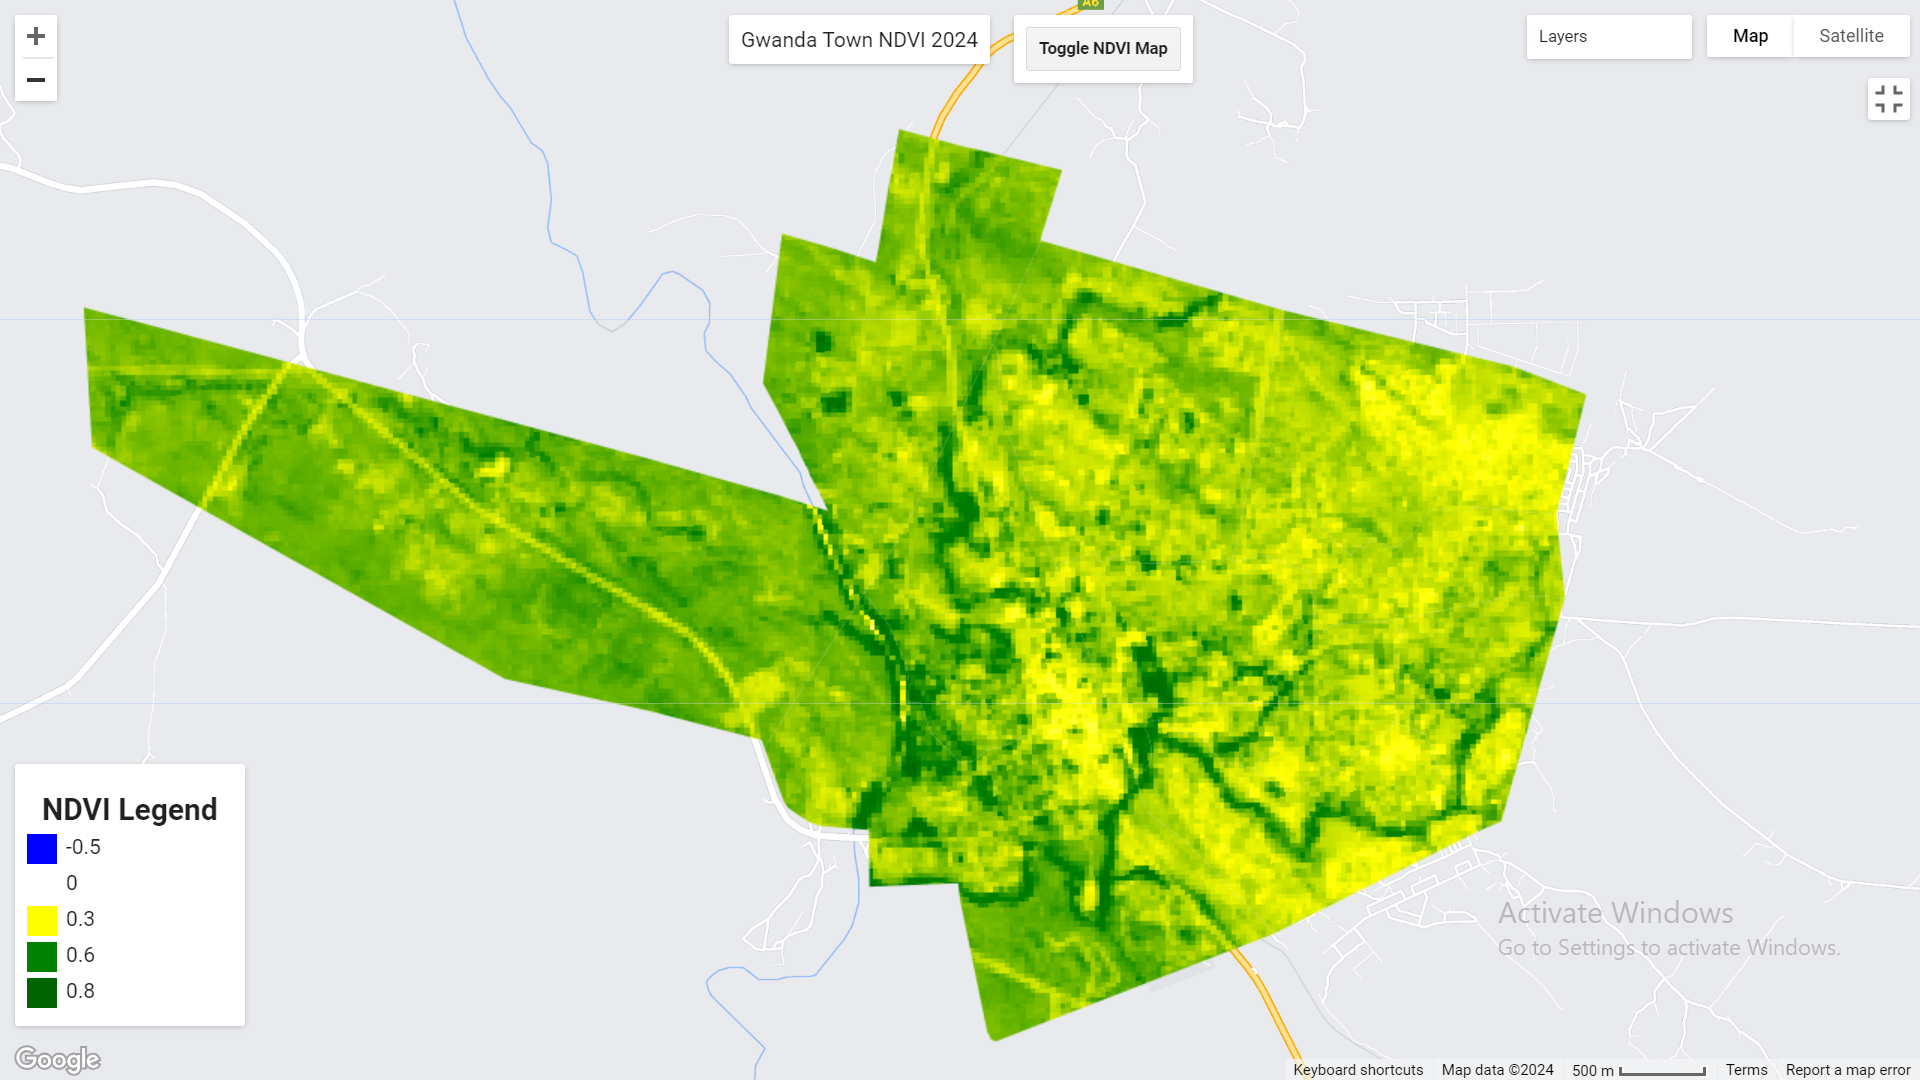 A6
Gwanda Town NDVI 2024
Toggle NDVI Map
Layers
Map
Satellite
NDVI Legend
-0.5
0
0.3
0.6
0.8
Activate Windows
Go to Settings to activate Windows.
Google
Keyboard shortcuts
Map data ©2024
500 m
Terms
Report a map error